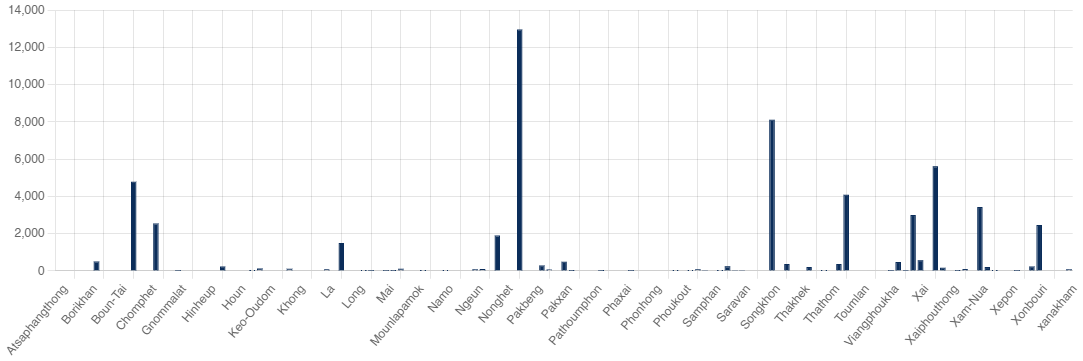 14,000
12,000
10,000
8,000
6,000
4,000
2,000
0
Atsaphangthong
Borikhan
Boun-Tai
Chomphet
Gnommalat
Hinheup
Houn
Keo-Oudom
Khong
La
Long
Mai
Mounlapamok
Namo
Ngeun
Nonghet
Pakbeng
Pakxan
Pathoumphon
Phaxai
Phonhong
Phoukout
Samphan
Saravan
Songkhon
Thakhek
Thathom
Toumlan
Viangphoukha
Xai
Xaiphouthong
Xam-Nua
Xepon
Xonbouri
xanakham